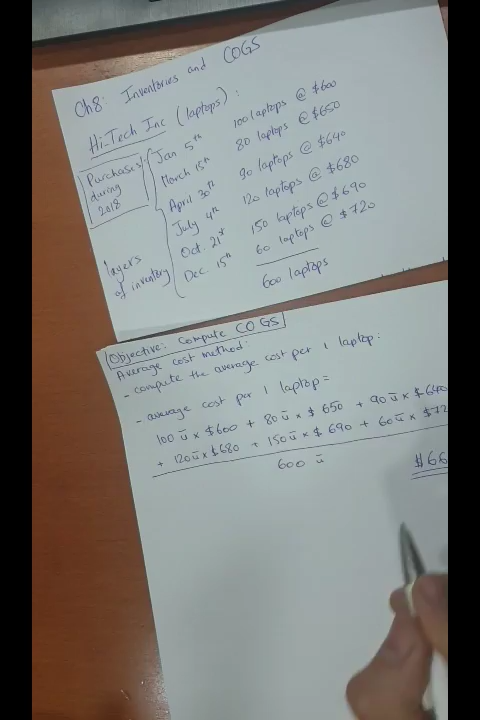 Ch8: Inventories and COGS
Hi-Tech Inc (laptops):
Purchases during 2018
Jan 5th 100 laptops @ $600
March 15th 80 laptops @ $650
April 30th 90 laptops @ $640
July 4th 120 laptops @ $680
Oct. 21st 150 laptops @ $690
Dec. 15th 60 laptops @ $720
layers of inventory
600 laptops
Objective: Compute COGS
Average cost method:
- compute the average cost per 1 laptop:
- average cost per 1 laptop =
100 ū x $600 + 80 ū x $650 + 90 ū x $640
+ 120 ū x $680 + 150 ū x $690 + 60 ū x $72
600 ū
$66